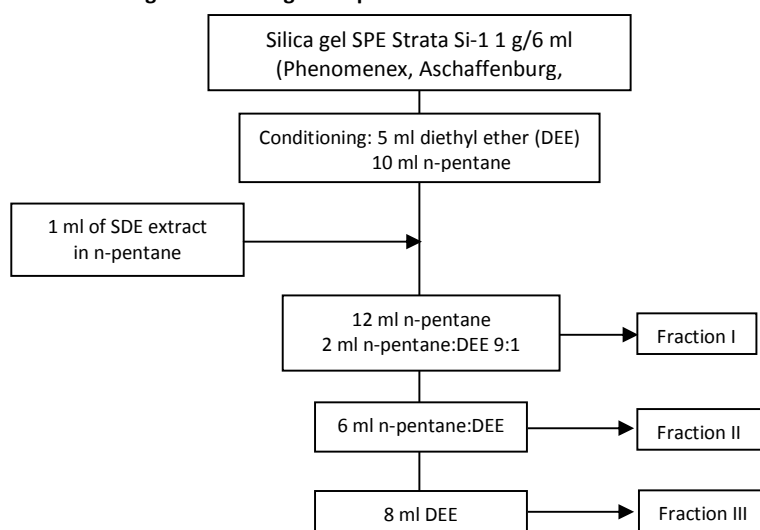 Silica gel SPE Strata Si-1 1 g/6 ml
(Phenomenex, Aschaffenburg,
Conditioning: 5 ml diethyl ether (DEE)
10 ml n-pentane
1 ml of SDE extract
in n-pentane
12 ml n-pentane
2 ml n-pentane:DEE 9:1
Fraction I
6 ml n-pentane:DEE
Fraction II
8 ml DEE
Fraction III